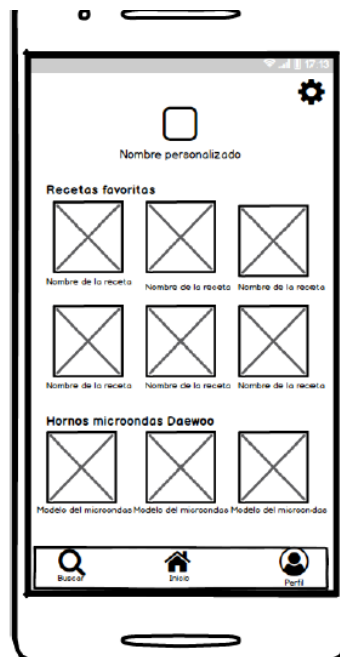 17:13
Nombre personalizado
Recetas favoritas
Nombre de la receta Nombre de la receta Nombre de la receta
Nombre de la receta Nombre de la receta Nombre de la receta
Hornos microondas Daewoo
Modelo del microondas Modelo del microondas Modelo del microondas
Buscar Inicio Perfil